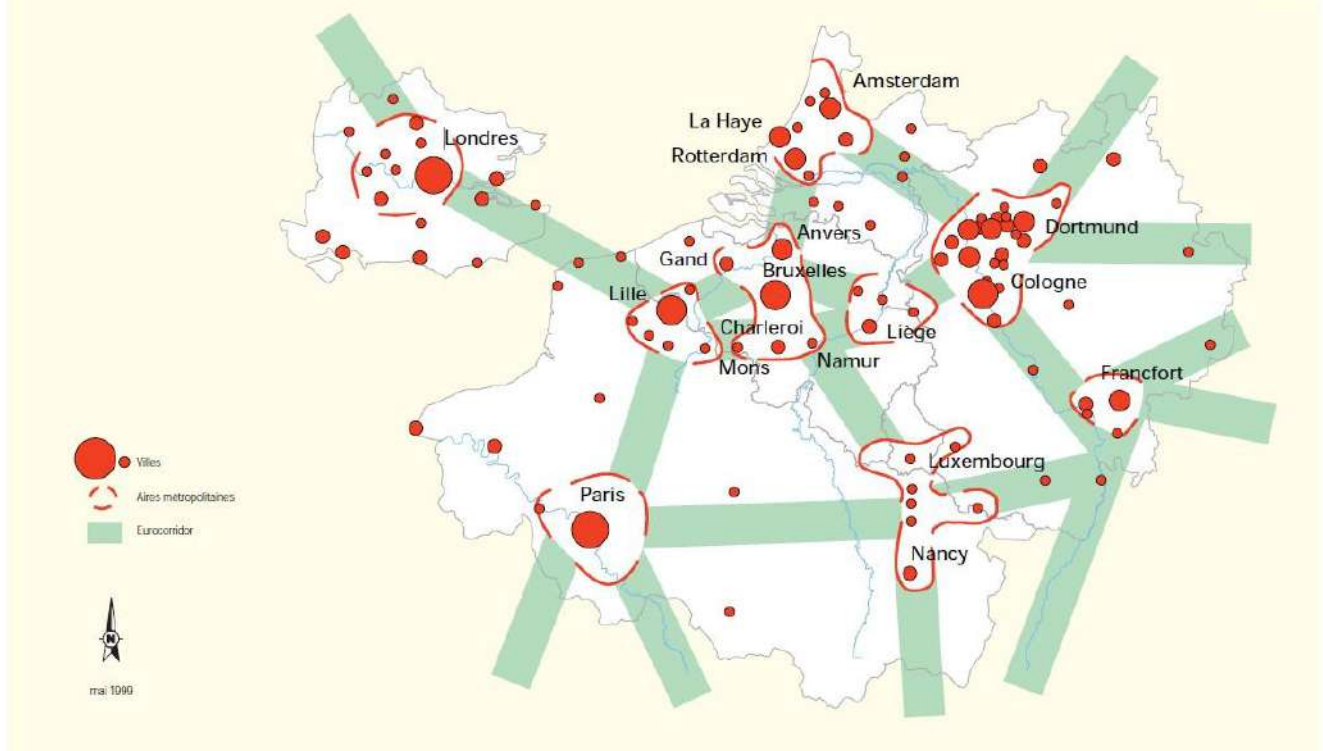 Amsterdam
La Haye
Londres
Rotterdam
Dortmund
Anvers
Gand
Bruxelles
Cologne
Lille
Charleroi
Liège
Mons
Namur
Francfort
Luxembourg
Villes
Aires métropolitaines
Paris
Eurocorridor
Nancy
N
mai 1999